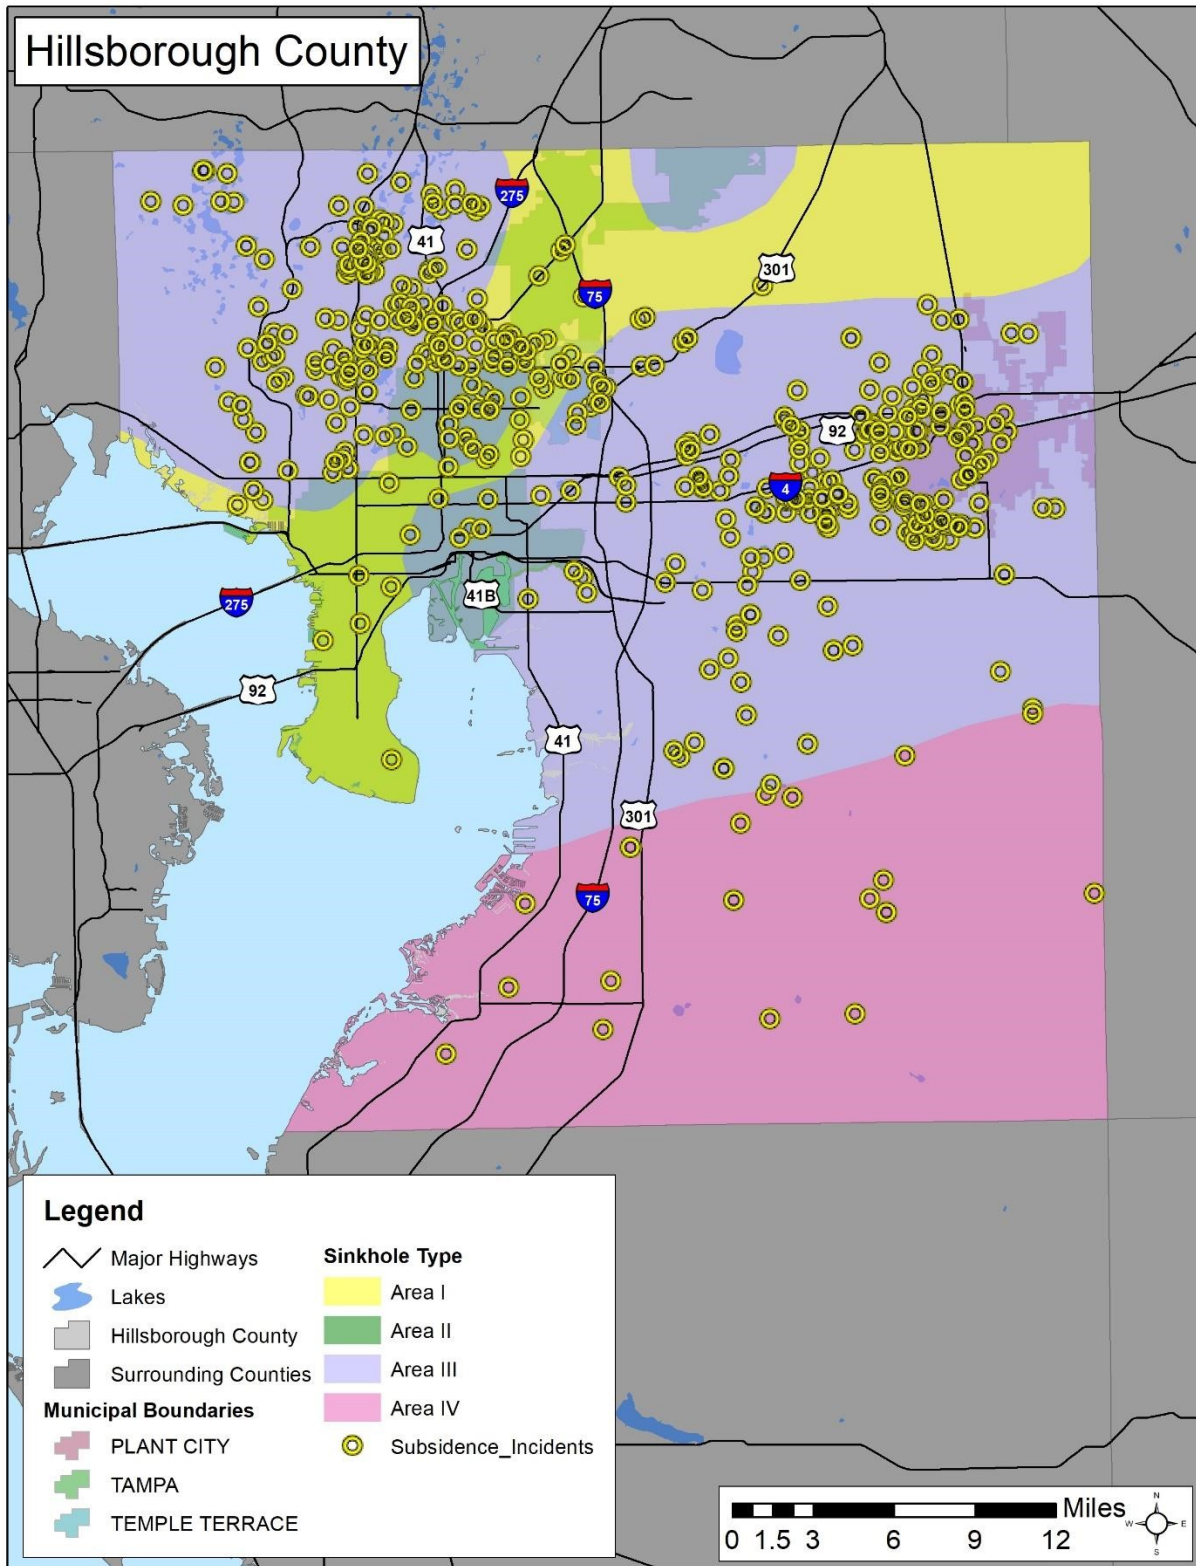 Hillsborough County
275
41
301
75
92
4
41B
275
92
41
301
75
Legend
Major Highways
Lakes
Hillsborough County
Surrounding Counties
Municipal Boundaries
PLANT CITY
TAMPA
TEMPLE TERRACE
Sinkhole Type
Area I
Area II
Area III
Area IV
Subsidence_Incidents
Miles
0 1.5 3 6 9 12
N
W E
S